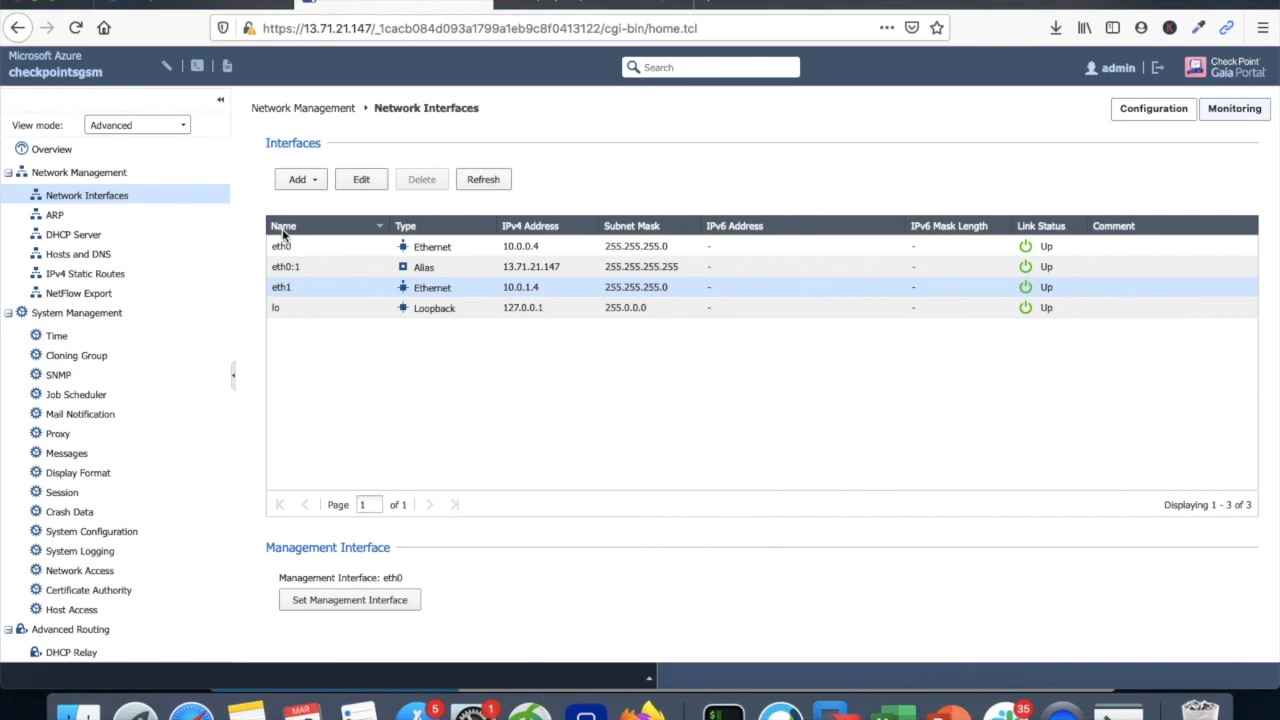 https://13.71.21.147/_1cacb084d093a1799a1eb9c8f0413122/cgi-bin/home.tcl
Microsoft Azure
checkpointsgsm
Search
admin
Check Point
Gaia Portal
View mode:
Advanced
Overview
Network Management
Network Interfaces
ARP
DHCP Server
Hosts and DNS
IPv4 Static Routes
NetFlow Export
System Management
Time
Cloning Group
SNMP
Job Scheduler
Mail Notification
Proxy
Messages
Display Format
Session
Crash Data
System Configuration
System Logging
Network Access
Certificate Authority
Host Access
Advanced Routing
DHCP Relay
Network Management Network Interfaces
Configuration
Monitoring
Interfaces
Add
Edit
Delete
Refresh
Name Type IPv4 Address Subnet Mask IPv6 Address IPv6 Mask Length Link Status Comment
eth0 Ethernet 10.0.0.4 255.255.255.0 - - Up
eth0:1 Alias 13.71.21.147 255.255.255.255 - - Up
eth1 Ethernet 10.0.1.4 255.255.255.0 - - Up
lo Loopback 127.0.0.1 255.0.0.0 - - Up
Page 1 of 1
Displaying 1 - 3 of 3
Management Interface
Management Interface: eth0
Set Management Interface
MAR
5
1
35